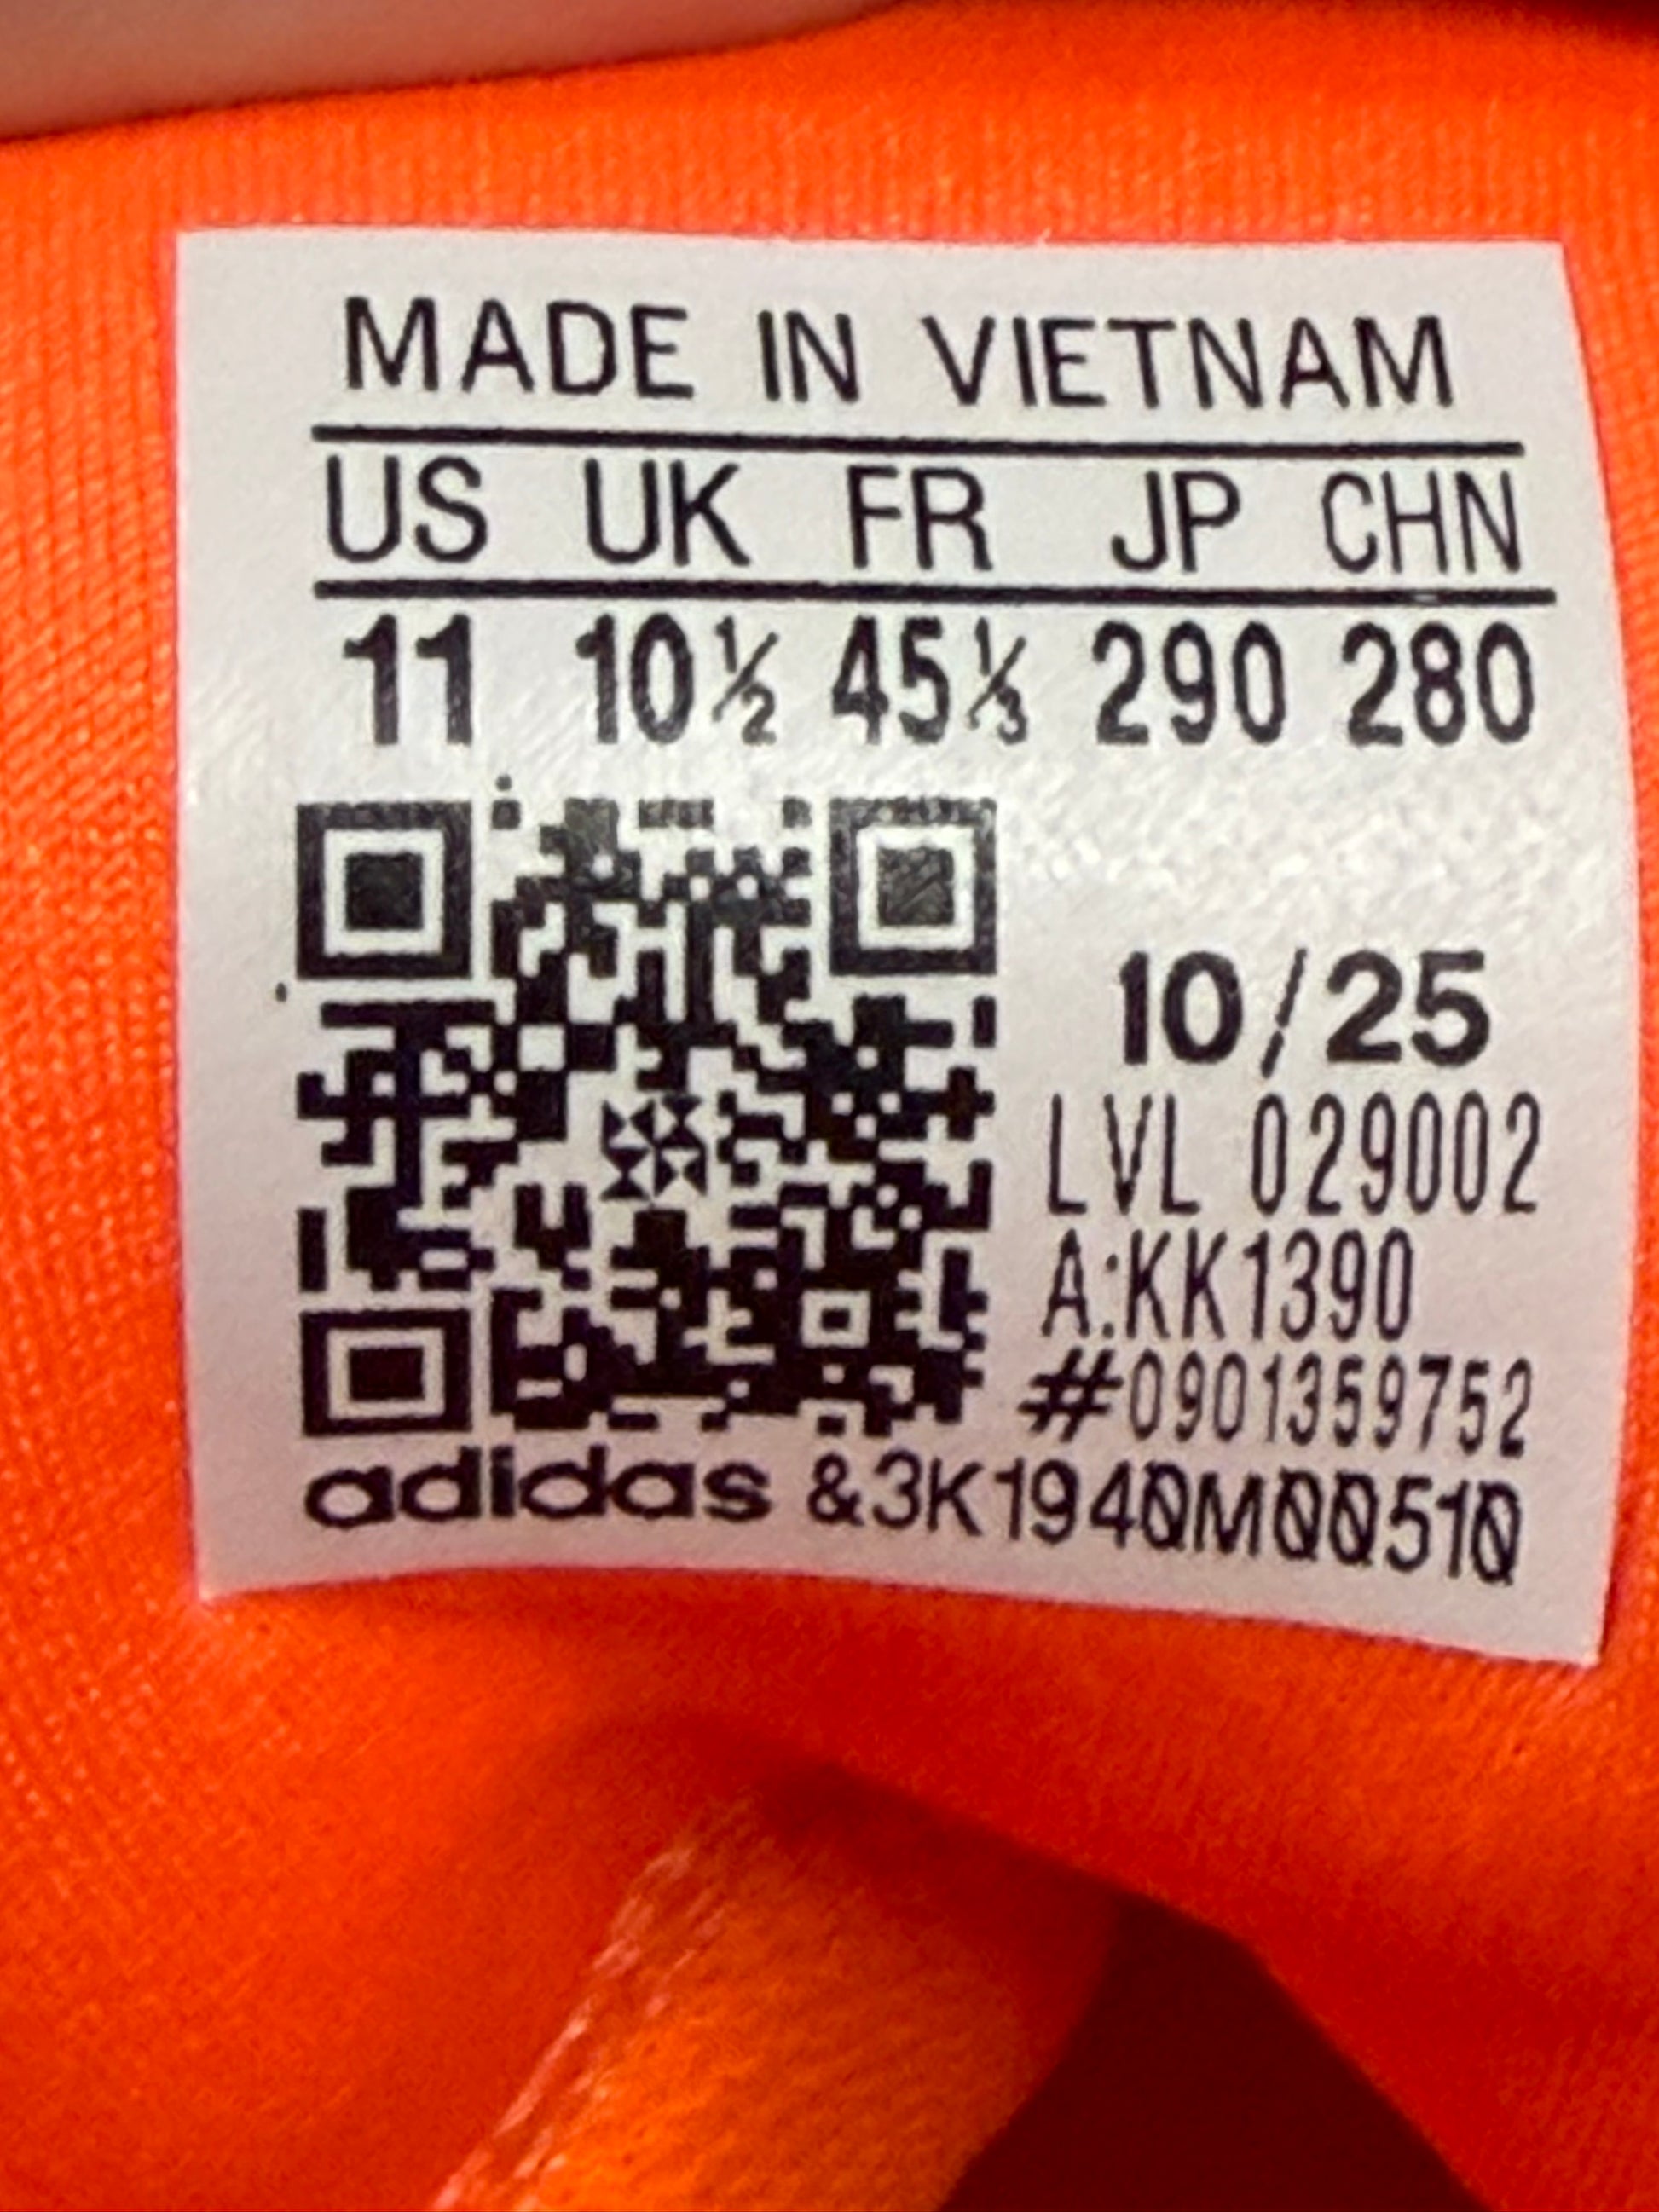 MADE IN VIETNAM
US UK FR JP CHN
11 10½ 45⅓ 290 280
10/25
LVL 029002
A:KK1390
#0901359752
adidas &3K1940M00510